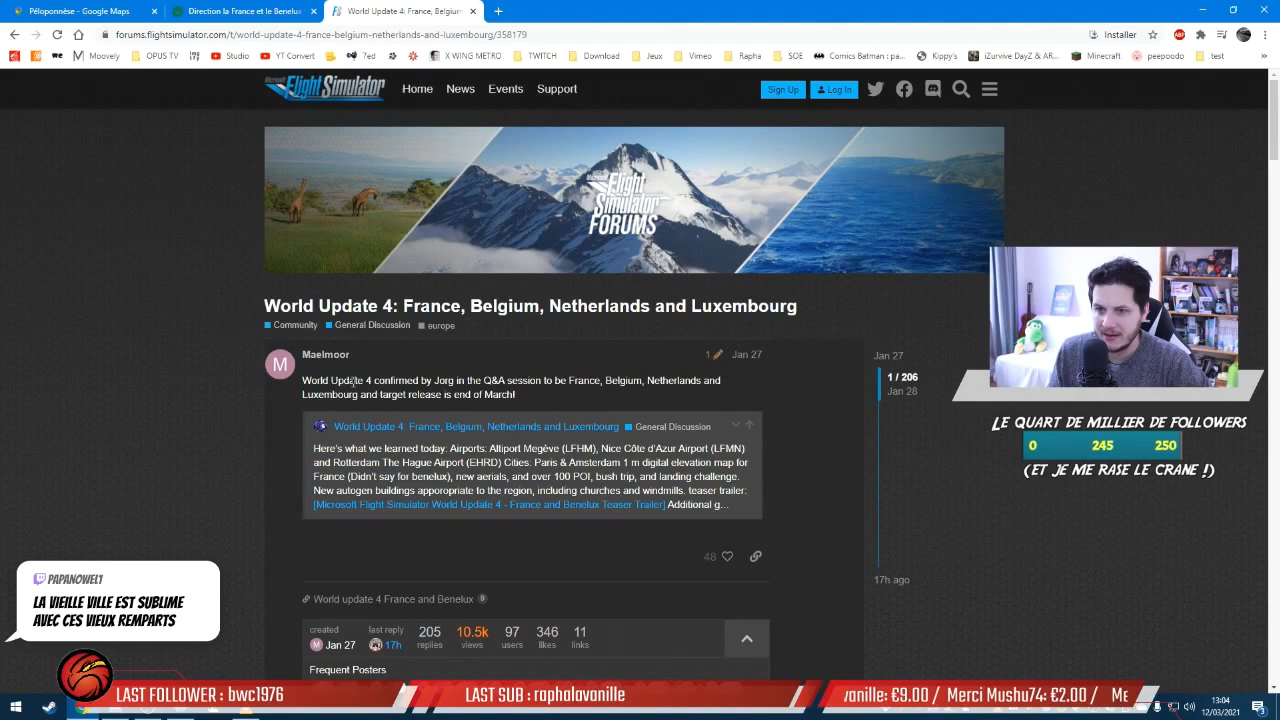 Péloponnèse - Google Maps
Direction la France et le Benelux
World Update 4: France, Belgium,
forums.flightsimulator.com/t/world-update-4-france-belgium-netherlands-and-luxembourg/358179
Installer
Moovely
OPUS TV
Studio
YT Convert
7ed
X WING METRO
TWITCH
Download
Jeux
Vimeo
Rapha
SOE
Comics Batman : pa...
Kippy's
iZurvive DayZ & AR...
Minecraft
peepoodo
test
»
Microsoft
Flight Simulator
Home News Events Support
Sign Up
Log In
Microsoft
Flight
Simulator
FORUMS
World Update 4: France, Belgium, Netherlands and Luxembourg
Community General Discussion europe
M
Maelmoor
1
Jan 27
World Update 4 confirmed by Jorg in the Q&A session to be France, Belgium, Netherlands and
Luxembourg and target release is end of March!
World Update 4: France, Belgium, Netherlands and Luxembourg General Discussion
Here's what we learned today: Airports: Altiport Megève (LFHM), Nice Côte d'Azur Airport (LFMN)
and Rotterdam The Hague Airport (EHRD) Cities: Paris & Amsterdam 1 m digital elevation map for
France (Didn't say for benelux), new aerials, and over 100 POI, bush trip, and landing challenge.
New autogen buildings apporopriate to the region, including churches and windmills. teaser trailer:
[Microsoft Flight Simulator World Update 4 - France and Benelux Teaser Trailer] Additional g...
48
World update 4 France and Benelux 9
created
M Jan 27
last reply
17h
205
replies
10.5k
views
97
users
346
likes
11
links
Frequent Posters
Jan 27
1 / 206
Jan 28
17h ago
LE QUART DE MILLIER DE FOLLOWERS
0 245 250
(ET JE ME RASE LE CRANE !)
PAPANOWEL1
LA VIEILLE VILLE EST SUBLIME
AVEC CES VIEUX REMPARTS
LAST FOLLOWER : bwc1976
LAST SUB : raphalavanille
vanille: €9.00 / Merci Mushu74: €2.00 / Me
13:04
12/03/2021